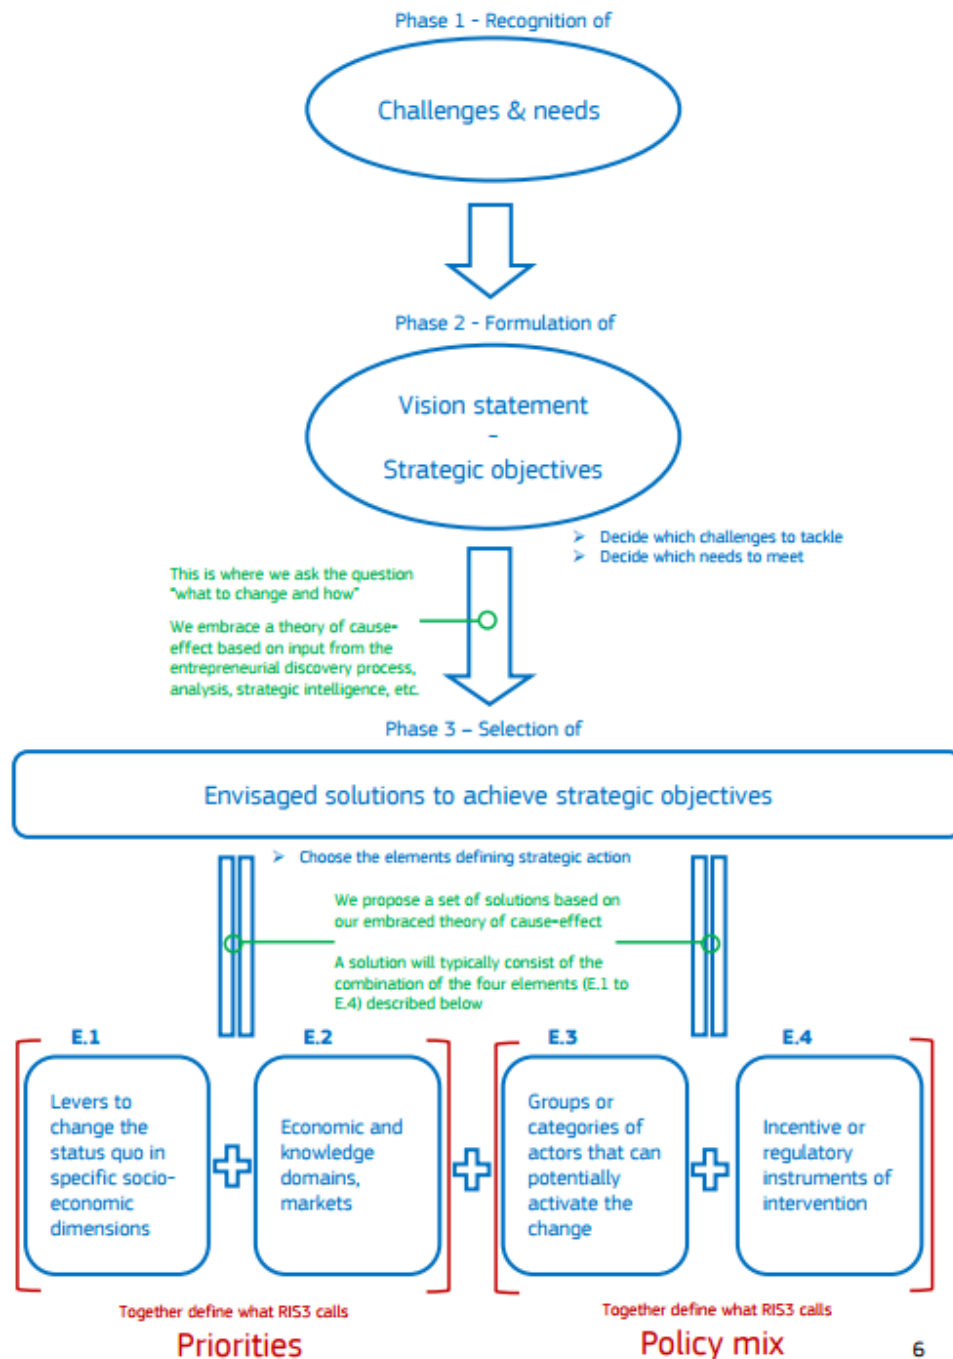 Phase 1 - Recognition of
Challenges & needs
Phase 2 - Formulation of
Vision statement
-
Strategic objectives
➢ Decide which challenges to tackle
➢ Decide which needs to meet
This is where we ask the question
"what to change and how"
We embrace a theory of cause-
effect based on input from the
entrepreneurial discovery process,
analysis, strategic intelligence, etc.
Phase 3 – Selection of
Envisaged solutions to achieve strategic objectives
➢ Choose the elements defining strategic action
We propose a set of solutions based on
our embraced theory of cause-effect
A solution will typically consist of the
combination of the four elements (E.1 to
E.4) described below
E.1
Levers to
change the
status quo in
specific socio-
economic
dimensions
E.2
Economic and
knowledge
domains,
markets
E.3
Groups or
categories of
actors that can
potentially
activate the
change
E.4
Incentive or
regulatory
instruments of
intervention
Together define what RIS3 calls
Priorities
Together define what RIS3 calls
Policy mix
6